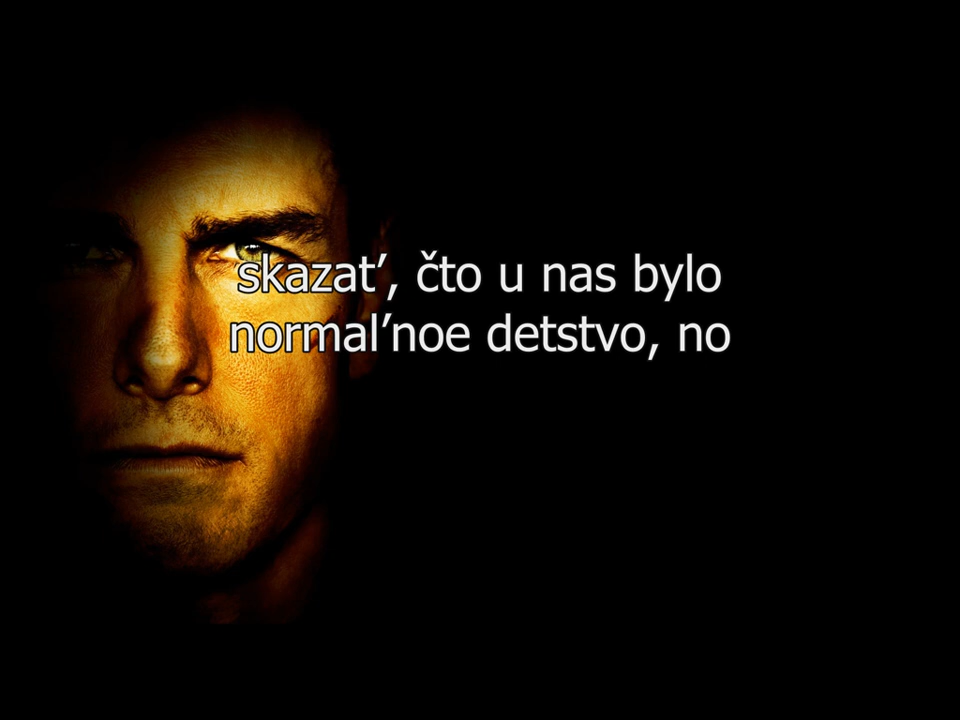 skazat’, čto u nas bylo
normal’noe detstvo, no